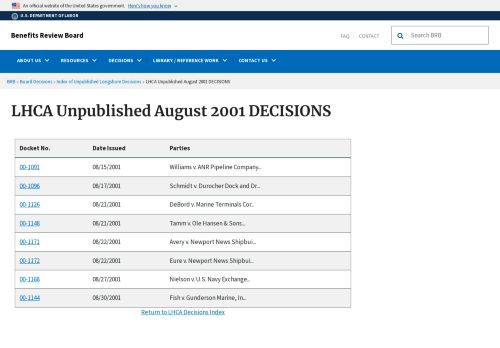 An official website of the United States government. Here's how you know
U.S. DEPARTMENT OF LABOR
Benefits Review Board
FAQ
CONTACT
Search BRB
ABOUT US
RESOURCES
DECISIONS
LIBRARY / REFERENCE WORK
CONTACT US
BRB › Board Decisions › Index of Unpublished Longshore Decisions › LHCA Unpublished August 2001 DECISIONS
LHCA Unpublished August 2001 DECISIONS
Docket No. Date Issued Parties
00-1091 08/15/2001 Williams v. ANR Pipeline Company..
00-1096 08/17/2001 Schmidt v. Durocher Dock and Dr..
00-1126 08/21/2001 DeBord v. Marine Terminals Cor..
00-1148 08/21/2001 Tamm v. Ole Hansen & Sons..
00-1171 08/22/2001 Avery v. Newport News Shipbui..
00-1172 08/22/2001 Eure v. Newport News Shipbui..
00-1168 08/27/2001 Nielson v. U.S. Navy Exchange..
00-1144 08/30/2001 Fish v. Gunderson Marine, In..
Return to LHCA Decisions Index